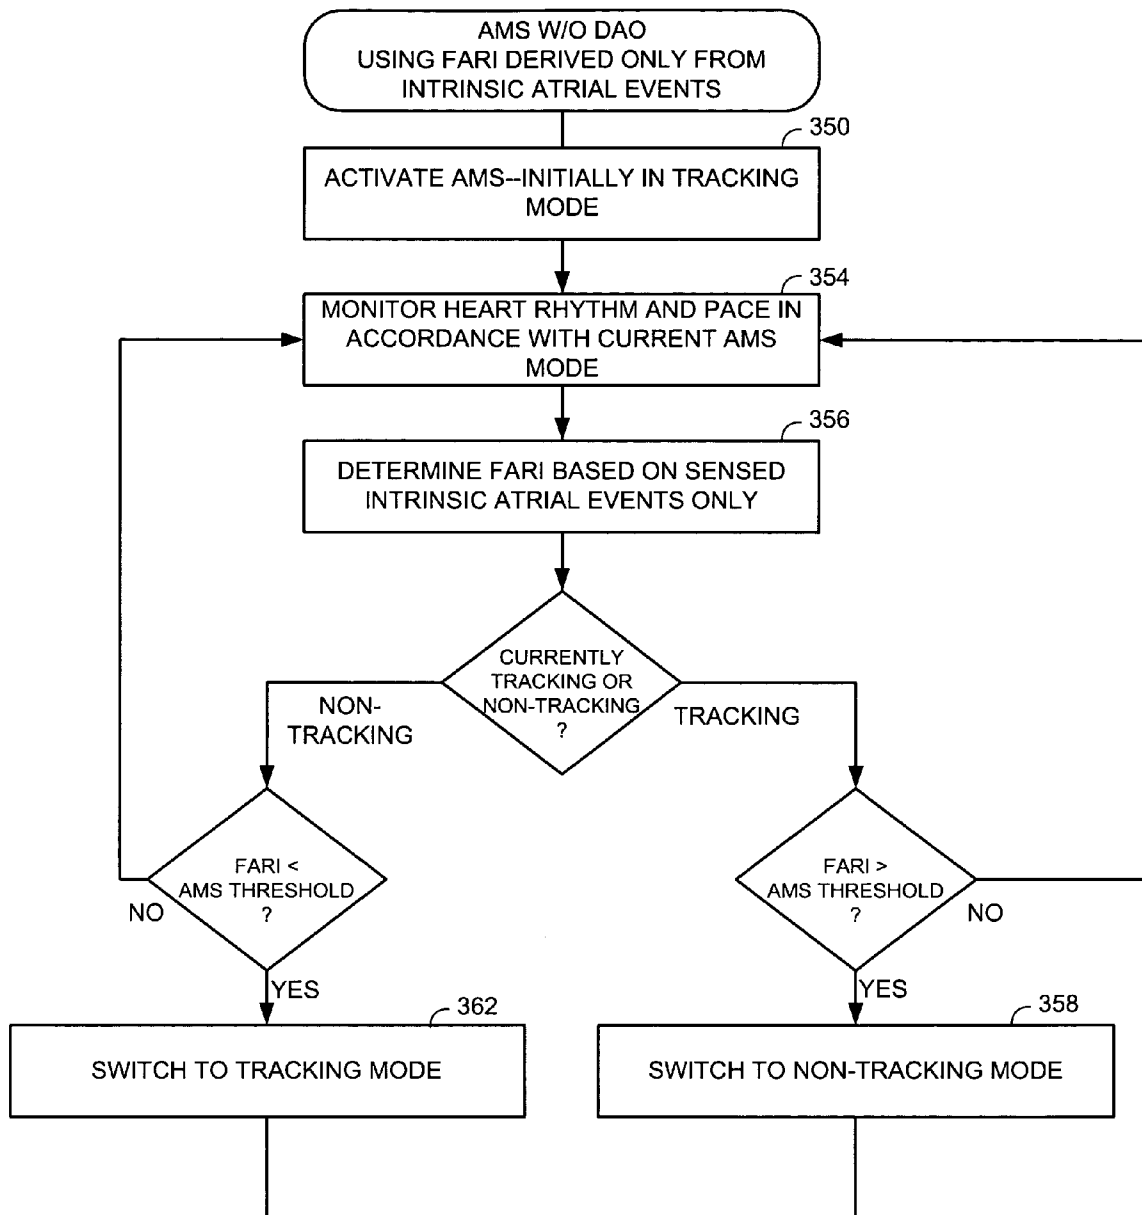 AMS W/O DAO
USING FARI DERIVED ONLY FROM
INTRINSIC ATRIAL EVENTS
350
ACTIVATE AMS--INITIALLY IN TRACKING
MODE
354
MONITOR HEART RHYTHM AND PACE IN
ACCORDANCE WITH CURRENT AMS
MODE
356
DETERMINE FARI BASED ON SENSED
INTRINSIC ATRIAL EVENTS ONLY
CURRENTLY
TRACKING OR
NON-TRACKING
?
NON-
TRACKING
TRACKING
FARI <
AMS THRESHOLD
?
NO
YES
FARI >
AMS THRESHOLD
?
NO
YES
362
SWITCH TO TRACKING MODE
358
SWITCH TO NON-TRACKING MODE